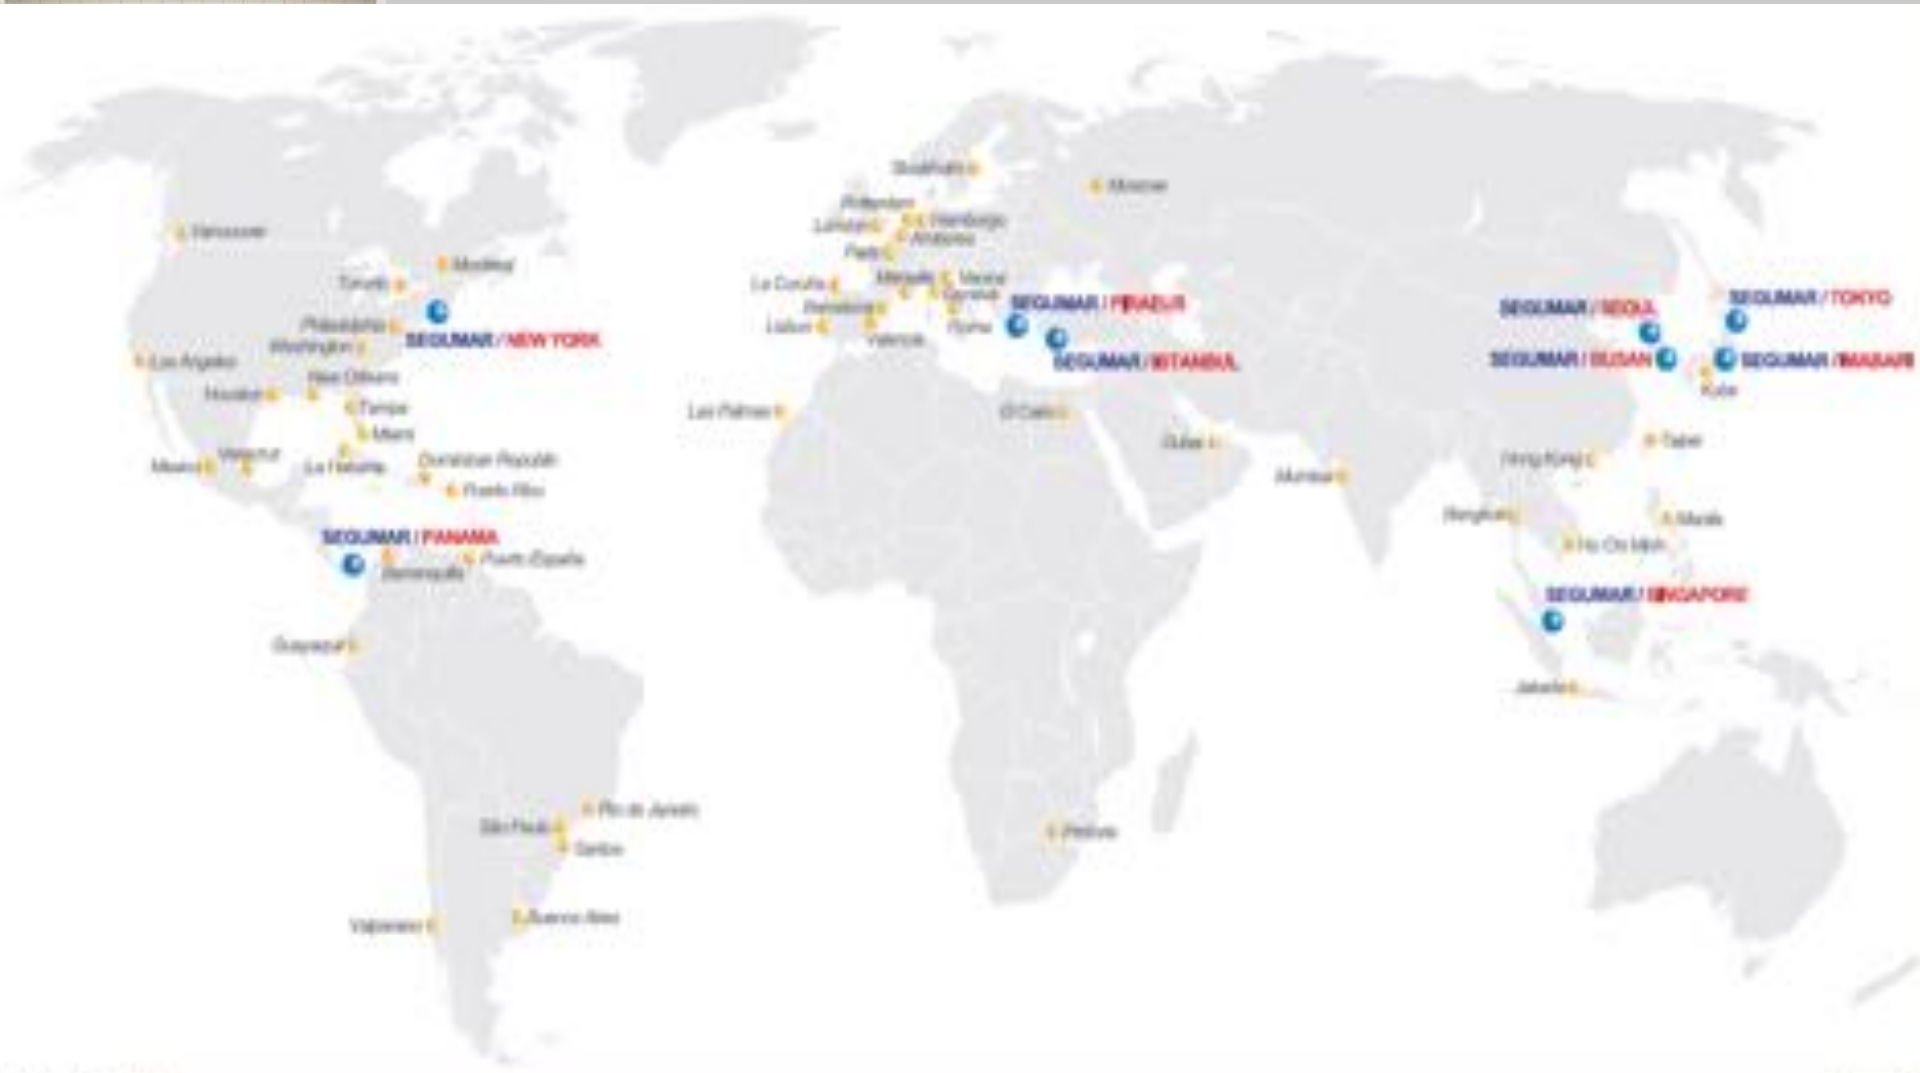 Stockholm
Moscow
Rotterdam
London
Hamburgo
Vancouver
Paris
Montreal
Toronto
La Coruña
Marsella
Genova
SEGUMAR / PIRAEUS
SEGUMAR / SEOUL
SEGUMAR / TOKYO
Barcelona
Philadelphia
Lisbon
Roma
SEGUMAR / NEW YORK
Valencia
Washington
Los Angeles
SEGUMAR / ISTANBUL
SEGUMAR / BUSAN
SEGUMAR / IMABARI
New Orleans
Kobe
Houston
Tampa
Las Palmas
El Cairo
Miami
Dubai
Taipei
Mexico
Veracruz
La Habana
Dominican Republic
Hong Kong
Mumbai
Puerto Rico
Bangkok
Manila
SEGUMAR / PANAMA
Ho Chi Minh
Puerto España
Barranquilla
SEGUMAR / SINGAPORE
Guayaquil
Jakarta
Rio de Janeiro
São Paulo
Santos
Pretoria
Valparaiso
Buenos Aires